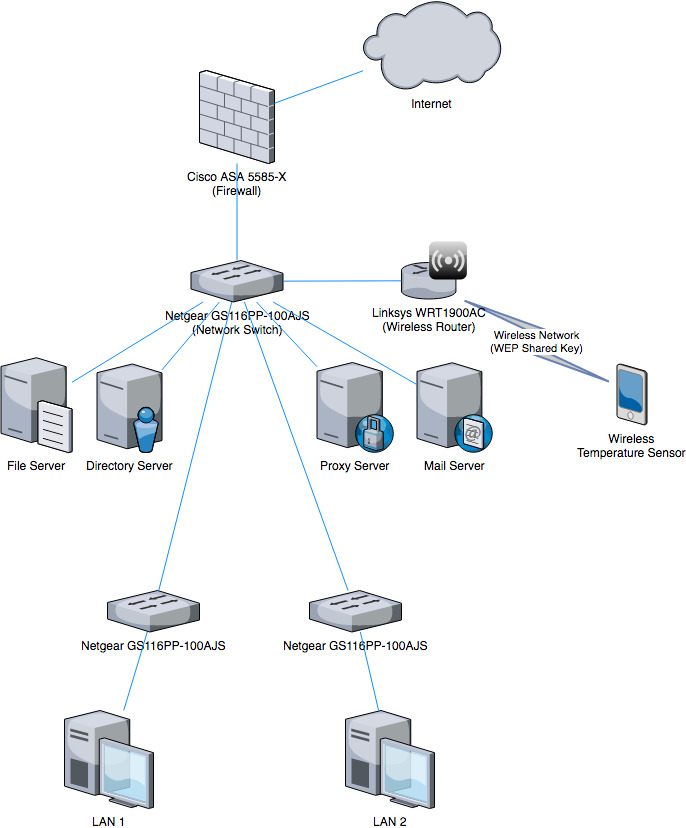 Internet
Cisco ASA 5585-X
(Firewall)
Netgear GS116PP-100AJS
(Network Switch)
Linksys WRT1900AC
(Wireless Router)
Wireless Network
(WEP Shared Key)
Wireless
Temperature Sensor
File Server
Directory Server
Proxy Server
Mail Server
Netgear GS116PP-100AJS
Netgear GS116PP-100AJS
LAN 1
LAN 2